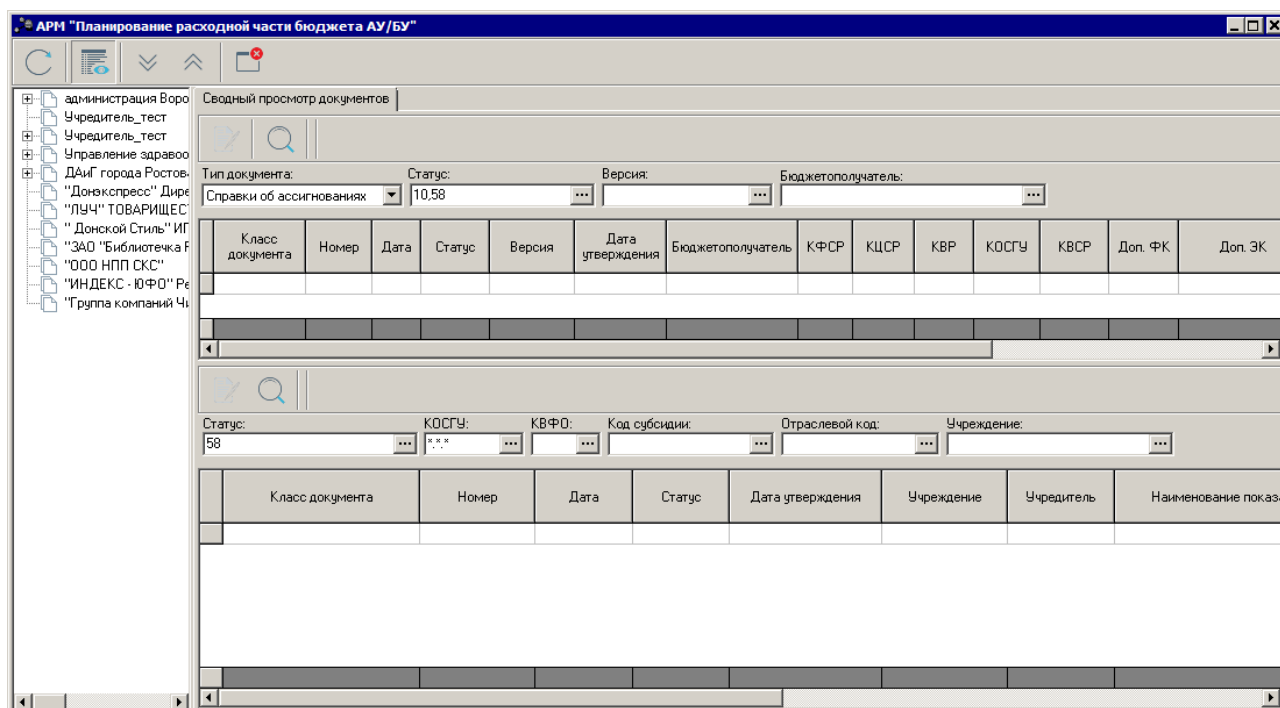 АРМ "Планирование расходной части бюджета АУ/БУ"
администрация Воро
Учредитель_тест
Учредитель_тест
Управление здравоо
ДАиГ города Ростов-
"Донэкспресс" Дире
"ЛУЧ" ТОВАРИЩЕС
" Донской Стиль" ИГ
"ЗАО "Библиотечка Р
"ООО НПП СКС"
"ИНДЕКС - ЮФО" Ре
"Группа компаний Чи
Сводный просмотр документов
Тип документа: Статус: Версия: Бюджетополучатель:
Справки об ассигнованиях 10,58
Класс документа Номер Дата Статус Версия Дата утверждения Бюджетополучатель КФСР КЦСР КВР КОСГУ КВСР Доп. ФК Доп. ЭК
Статус: КОСГУ: КВФО: Код субсидии: Отраслевой код: Учреждение:
58 *.*.*
Класс документа Номер Дата Статус Дата утверждения Учреждение Учредитель Наименование показ